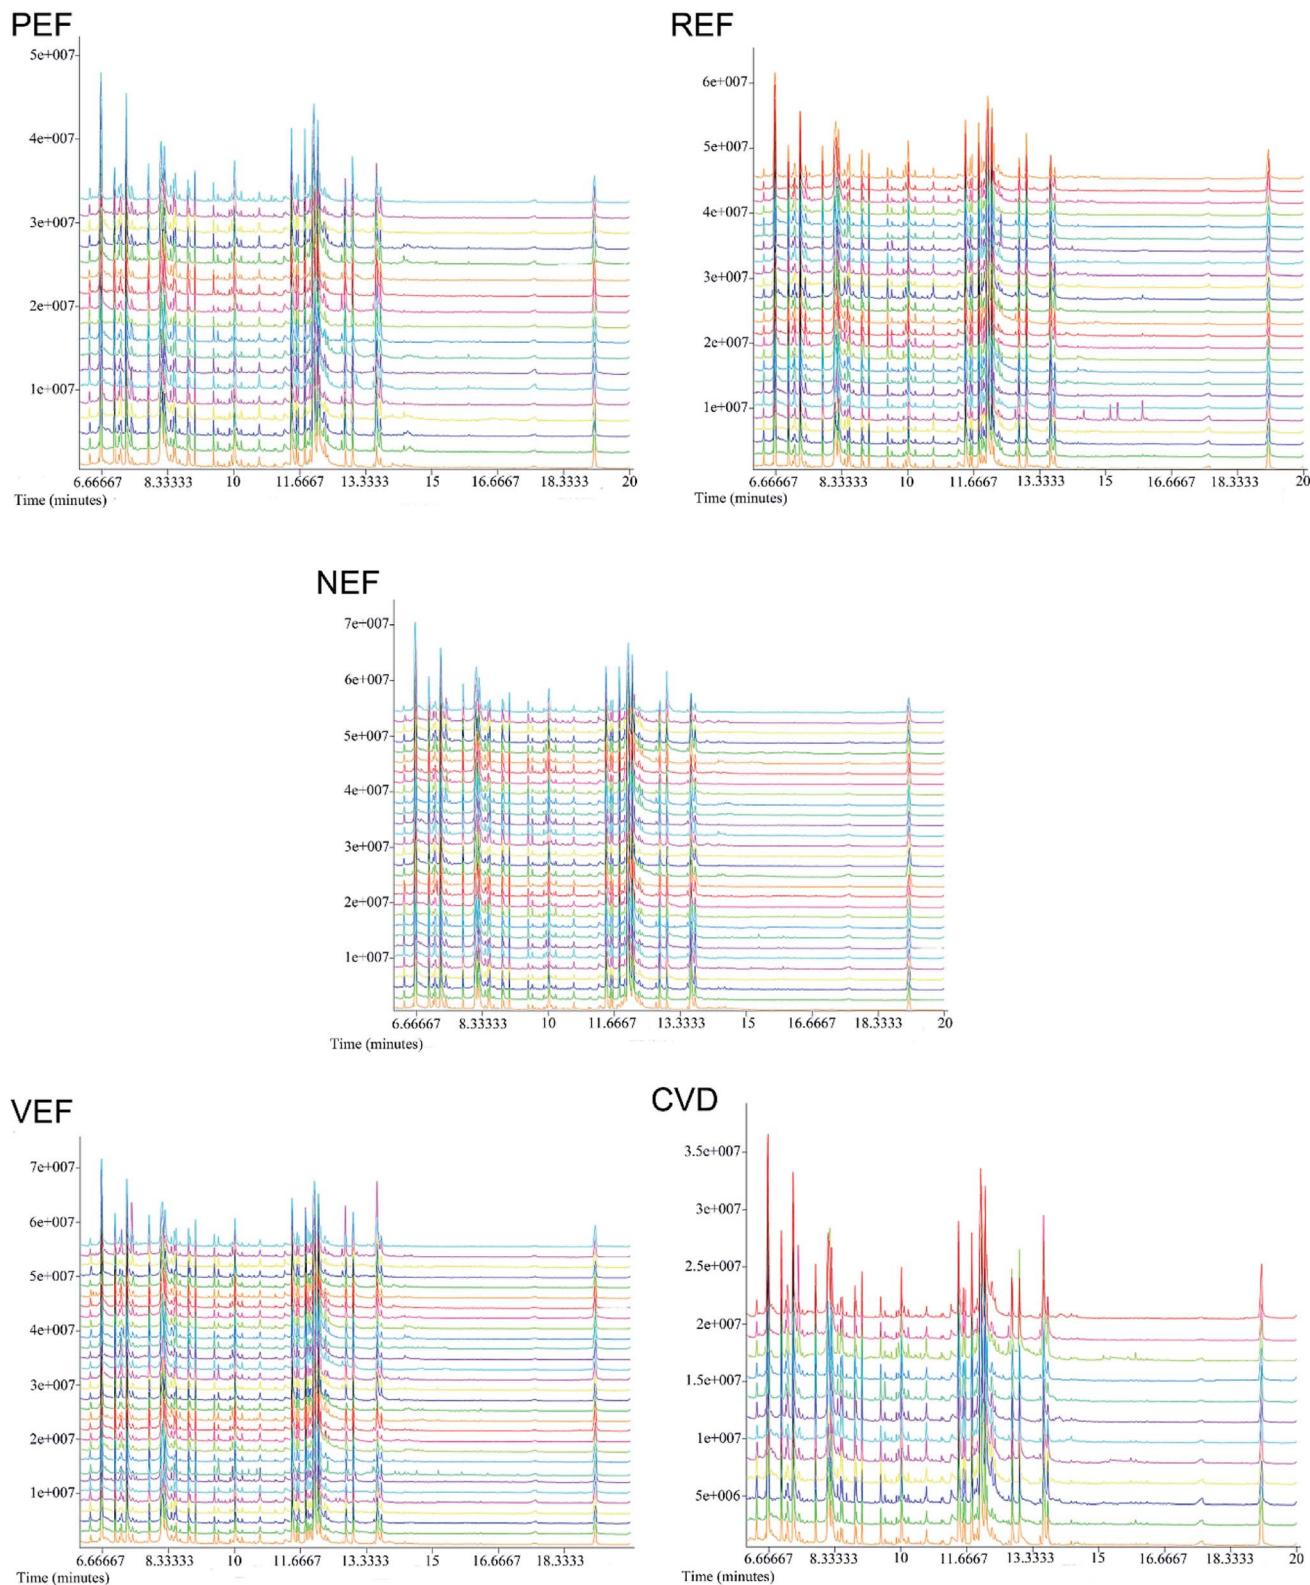 PEF
5e+007
4e+007
3e+007
2e+007
1e+007
6.66667 8.33333 10 11.6667 13.3333 15 16.6667 18.3333 20
Time (minutes)
REF
6e+007
5e+007
4e+007
3e+007
2e+007
1e+007
6.66667 8.33333 10 11.6667 13.3333 15 16.6667 18.3333 20
Time (minutes)
NEF
7e+007
6e+007
5e+007
4e+007
3e+007
2e+007
1e+007
6.66667 8.33333 10 11.6667 13.3333 15 16.6667 18.3333 20
Time (minutes)
VEF
7e+007
6e+007
5e+007
4e+007
3e+007
2e+007
1e+007
6.66667 8.33333 10 11.6667 13.3333 15 16.6667 18.3333
Time (minutes)
CVD
3.5e+007
3e+007
2.5e+007
2e+007
1.5e+007
1e+007
5e+006
6.66667 8.33333 10 11.6667 13.3333 15 16.6667 18.3333 20
Time (minutes)